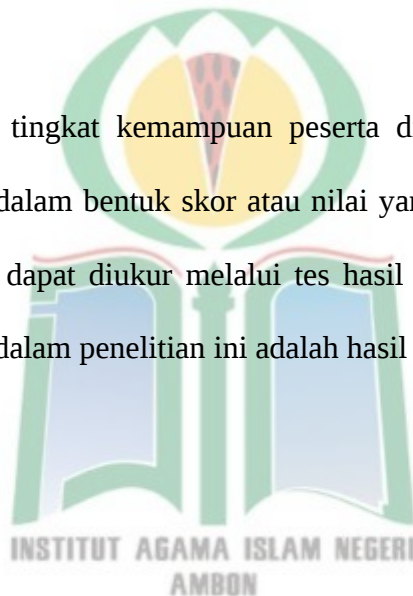 tingkat kemampuan peserta d
dalam bentuk skor atau nilai yan
dapat diukur melalui tes hasil
dalam penelitian ini adalah hasil
INSTITUT AGAMA ISLAM NEGERI
AMBON